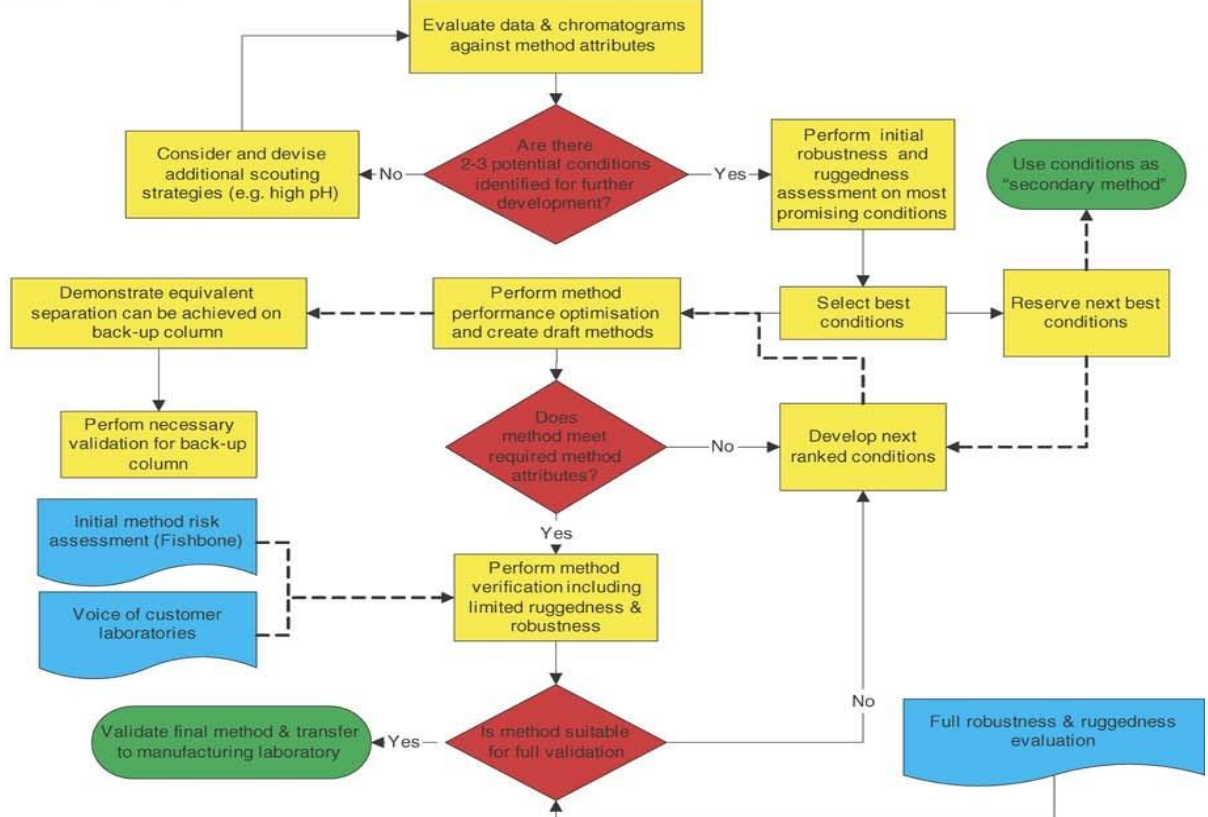 Evaluate data & chromatograms
against method attributes
Consider and devise
additional scouting
strategies (e.g. high pH)
No
Are there
2-3 potential conditions
identified for further
development?
Yes
Perform initial
robustness and
ruggedness
assessment on most
promising conditions
Use conditions as
“secondary method”
Demonstrate equivalent
separation can be achieved on
back-up column
Perform method
performance optimisation
and create draft methods
Select best
conditions
Reserve next best
conditions
Perfom necessary
validation for back-up
column
Does
method meet
required method
attributes?
No
Develop next
ranked conditions
Yes
Initial method risk
assessment (Fishbone)
Voice of customer
laboratories
Perform method
verification including
limited ruggedness &
robustness
No
Validate final method & transfer
to manufacturing laboratory
Yes
Is method suitable
for full validation
Full robustness & ruggedness
evaluation